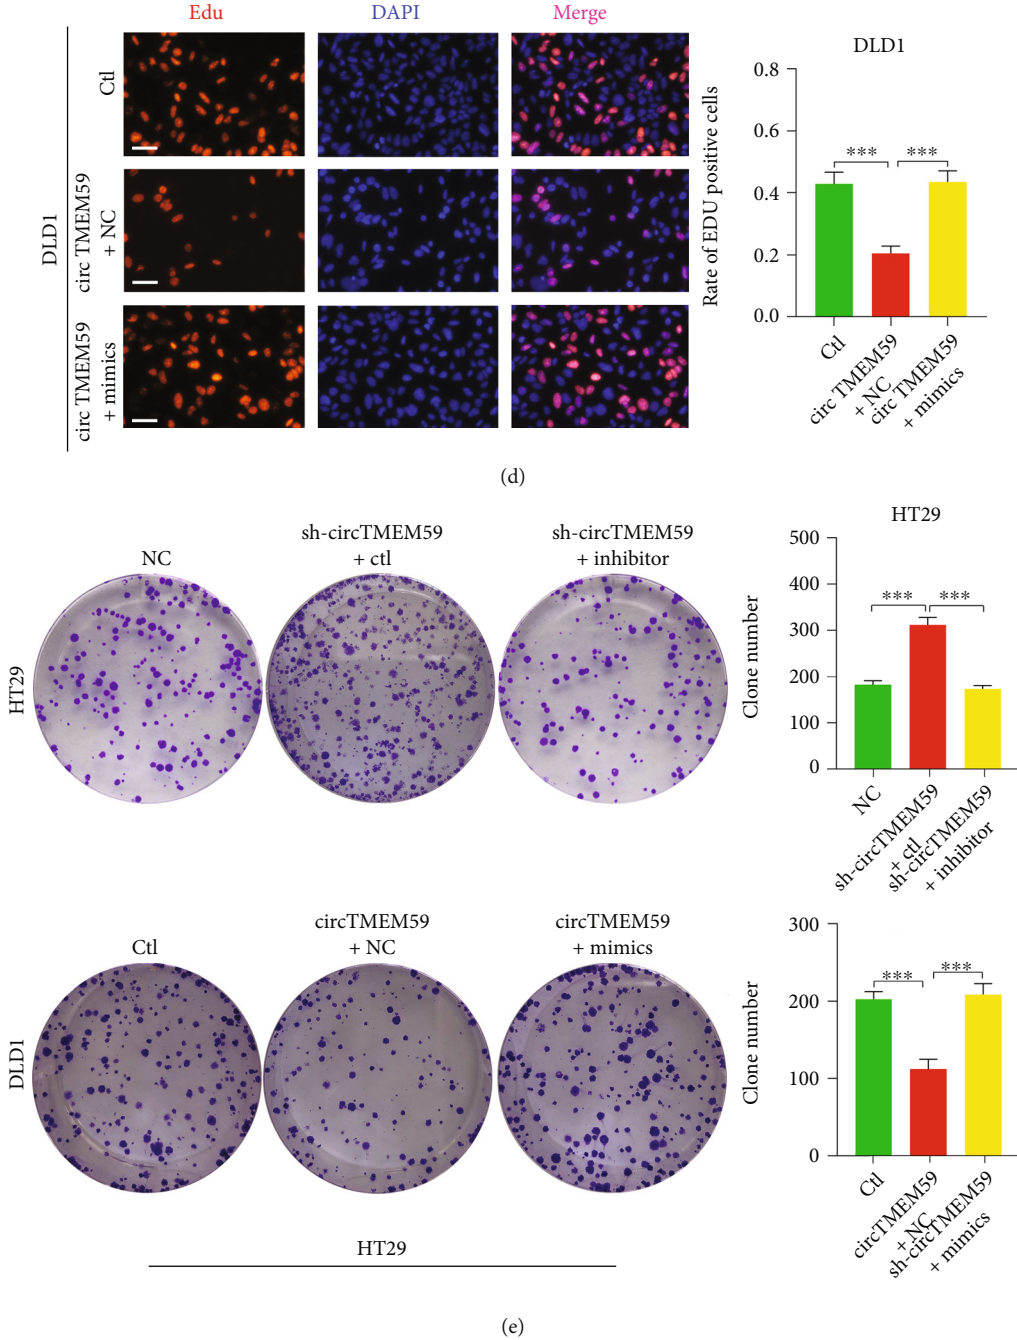 Edu
DAPI
Merge
DLD1
Ctl
circ TMEM59
+ NC
circ TMEM59
+ mimics
DLD1
Rate of EDU positive cells
0.8
0.6
0.4
0.2
0.0
***
***
Ctl
circ TMEM59
+ NC
circ TMEM59
+ mimics
(d)
HT29
NC
sh-circTMEM59
+ ctl
sh-circTMEM59
+ inhibitor
HT29
Clone number
500
400
300
200
100
0
***
***
NC
sh-circTMEM59
+ ctl
sh-circTMEM59
+ inhibitor
DLD1
Ctl
circTMEM59
+ NC
circTMEM59
+ mimics
HT29
Clone number
300
200
100
0
***
***
Ctl
circTMEM59
+ NC
sh-circTMEM59
+ mimics
(e)